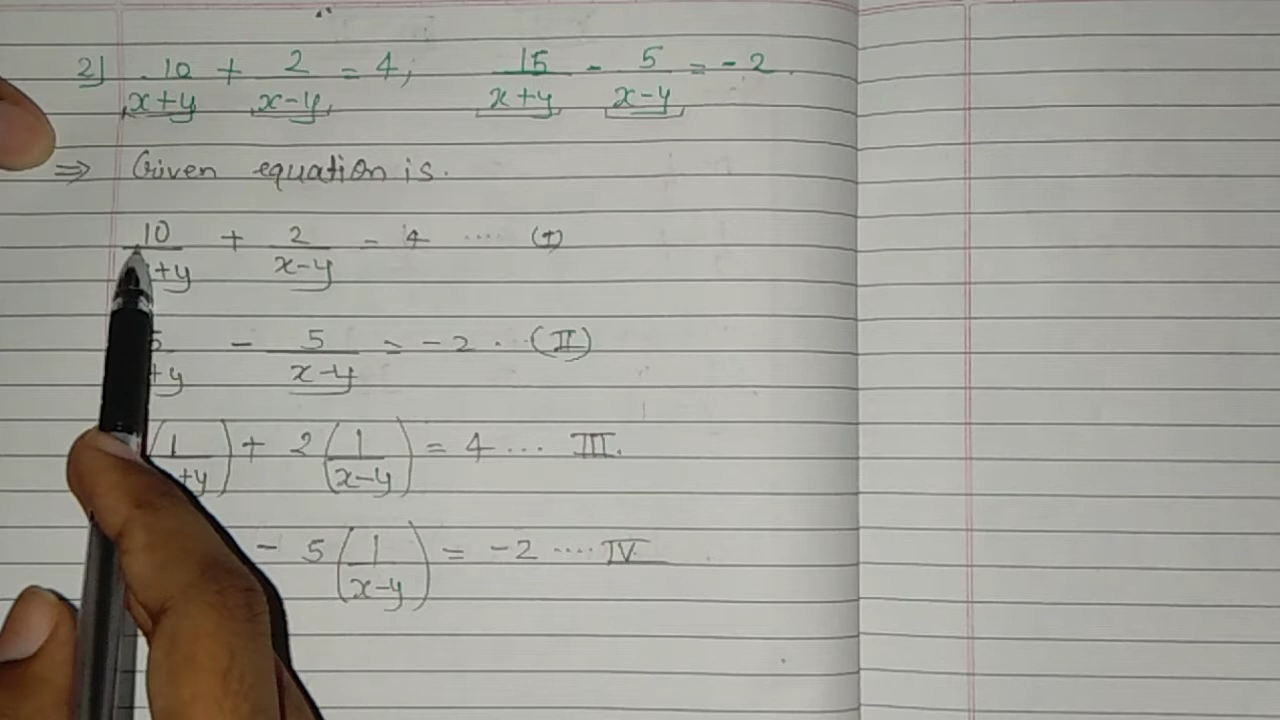 2) 10/(x+y) + 2/(x-y) = 4, 15/(x+y) - 5/(x-y) = -2.
⇒ Given equation is.
10/ +y + 2/(x-y) = 4 .... (I)
5/ +y - 5/(x-y) = -2 ... (II)
(1/ +y) + 2(1/(x-y)) = 4 ... III.
- 5(1/(x-y)) = -2 .... IV